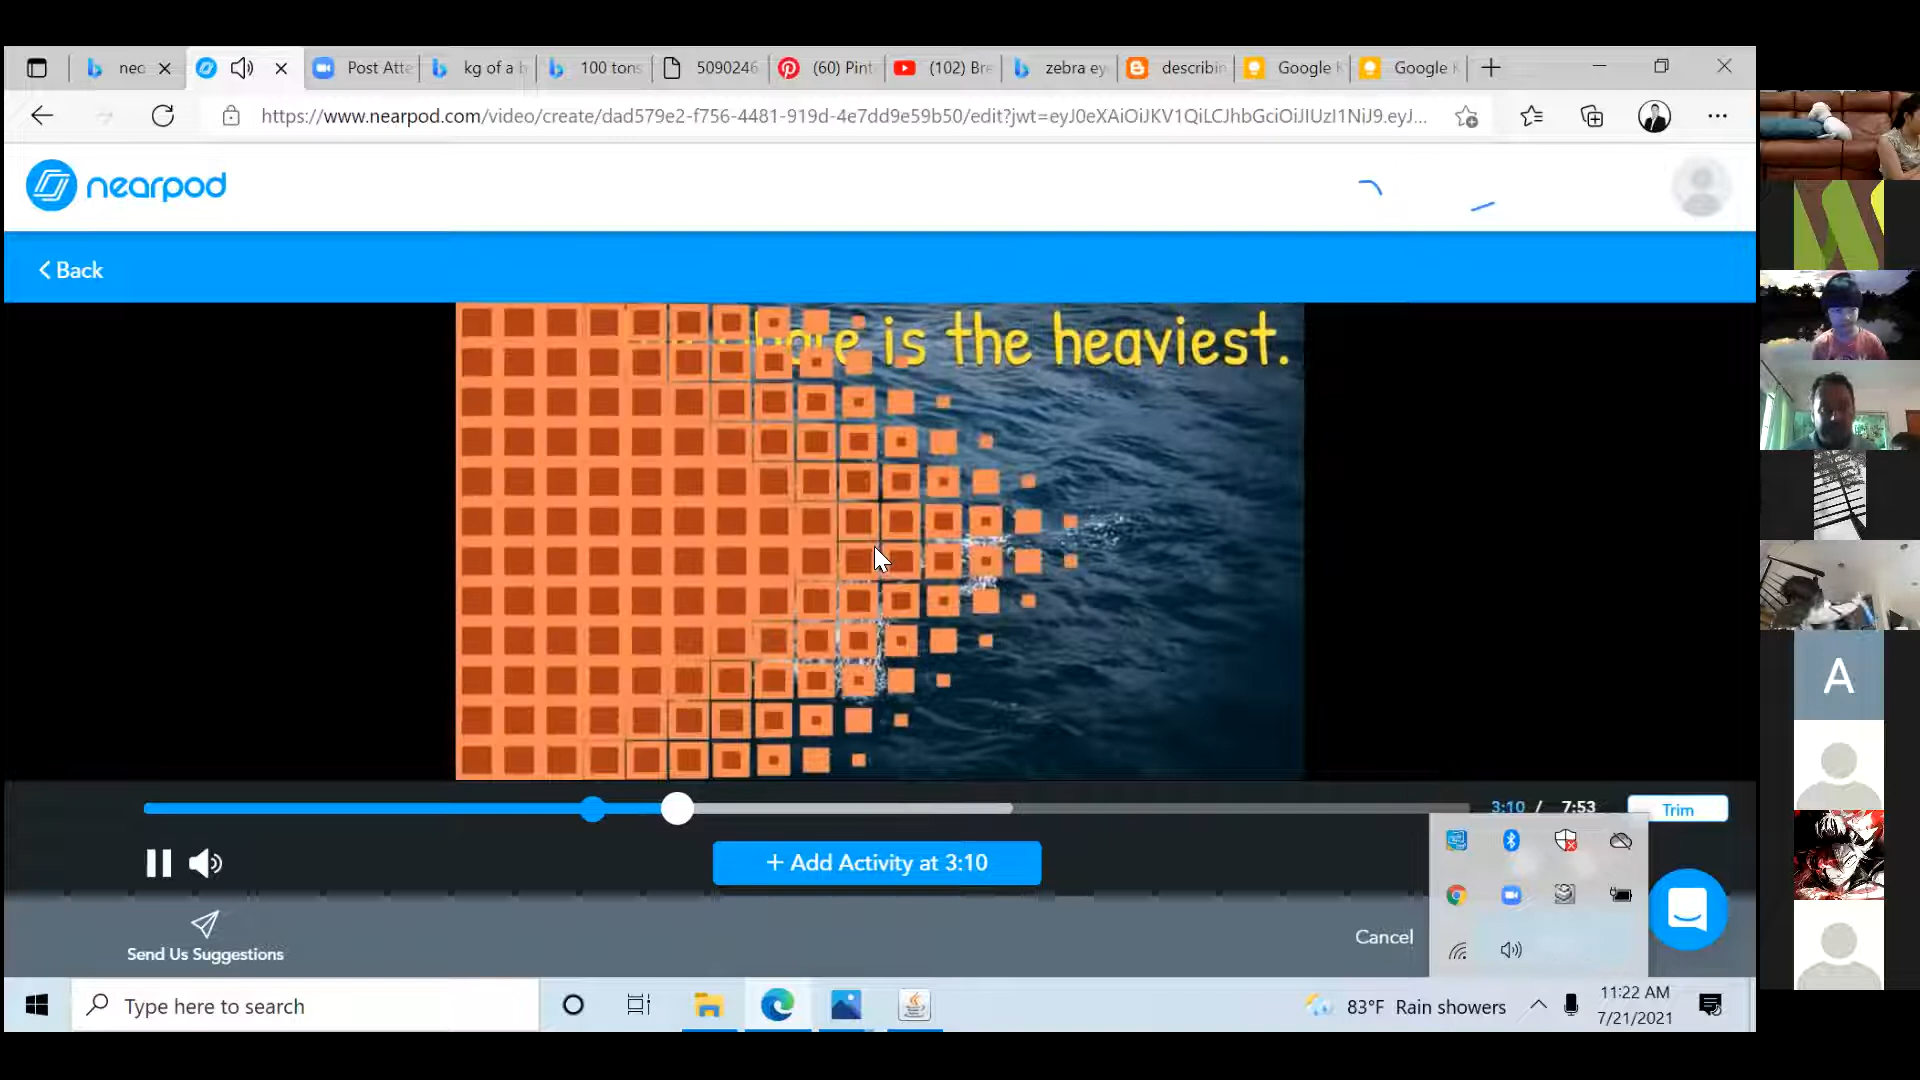 nec
Post Atte
kg of a b
100 tons
5090246
(60) Pint
(102) Bre
zebra ey
describin
Google K
Google K
https://www.nearpod.com/video/create/dad579e2-f756-4481-919d-4e7dd9e59b50/edit?jwt=eyJ0eXAiOiJKV1QiLCJhbGciOiJIUzI1NiJ9.eyJ...
nearpod
Back
is the heaviest.
3:10 / 7:53
Trim
+ Add Activity at 3:10
Send Us Suggestions
Cancel
A
Type here to search
83°F Rain showers
11:22 AM
7/21/2021